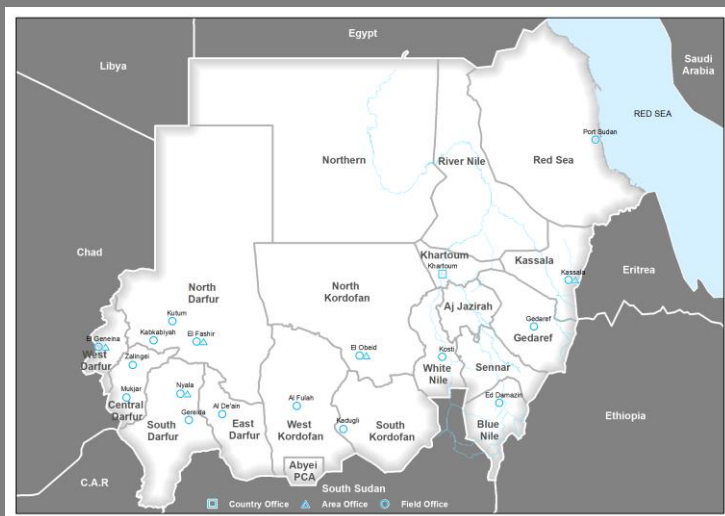 Egypt
Libya
Saudi
Arabia
RED SEA
Port Sudan
Northern
River Nile
Red Sea
Chad
Khartoum
Khartoum
Kassala
Kassala
Eritrea
North
Darfur
North
Kordofan
Aj Jazirah
Kutum
Kabkabiyah
El Fashir
El Geneina
West
Darfur
Zalingei
El Obeid
Kosti
White
Nile
Gedaref
Gedaref
Sennar
Mukjar
Central
Darfur
Nyala
Gereida
South
Darfur
Al De'ain
East
Darfur
Al Fulah
West
Kordofan
Kadugli
South
Kordofan
Ed Damazin
Blue
Nile
Ethiopia
Abyei
PCA
C.A.R
South Sudan
Country Office
Area Office
Field Office